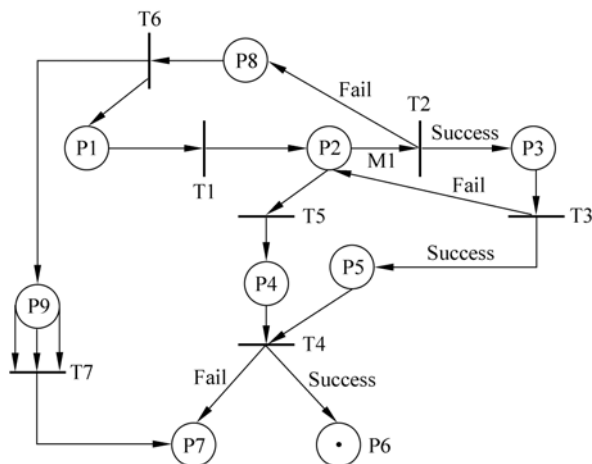 T6
P8
Fail
T2
Success
P1
P2
M1
P3
T1
Fail
T5
T3
Success
P5
P4
P9
T4
T7
Fail
Success
P7
P6